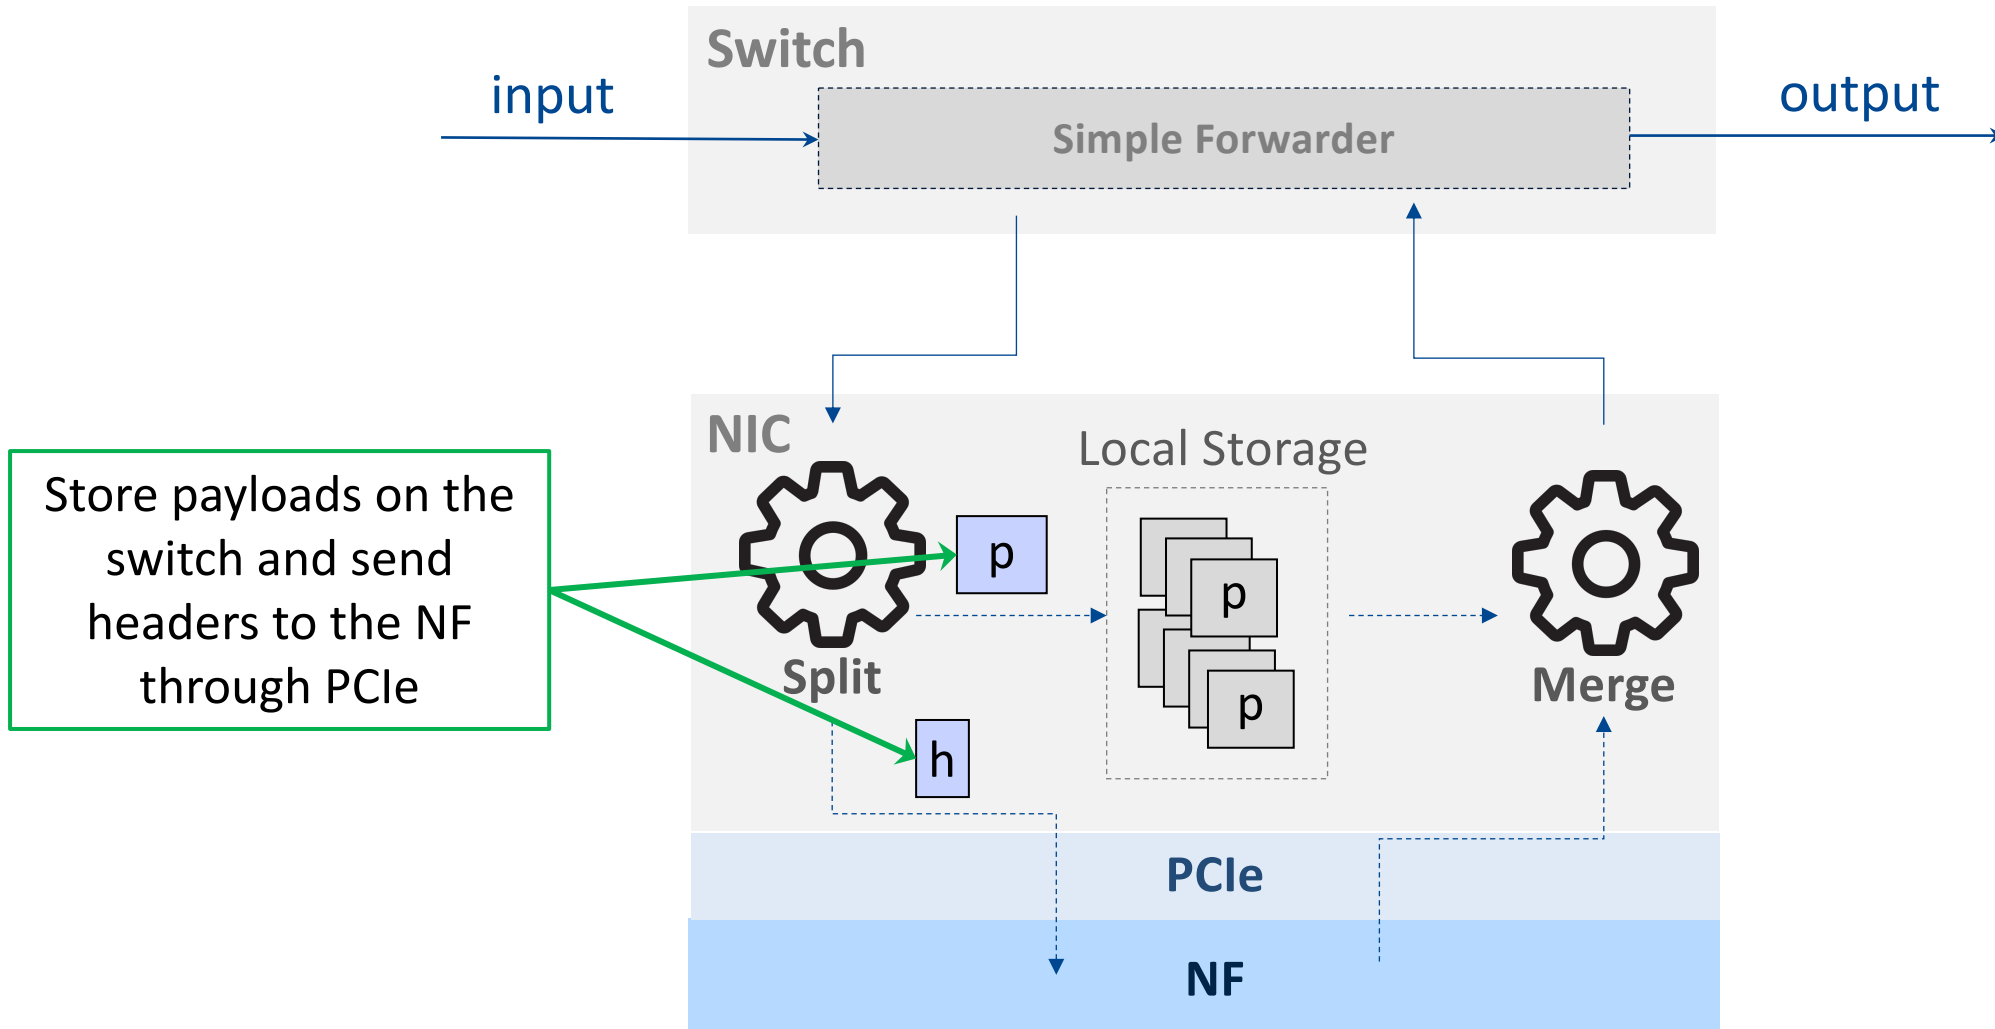 Switch
input
output
Simple Forwarder
NIC
Local Storage
Store payloads on the
switch and send
headers to the NF
through PCIe
p
p
p
Split
Merge
h
PCIe
NF